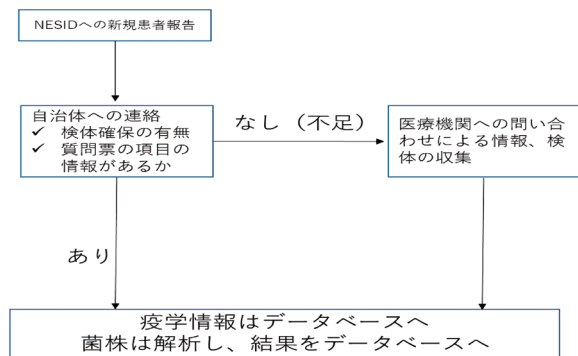 NESIDへの新規患者報告
自治体への連絡
✓ 検体確保の有無
✓ 質問票の項目の
情報があるか
なし（不足）
医療機関への問い合
わせによる情報、検
体の収集
あり
疫学情報はデータベースへ
菌株は解析し、結果をデータベースへ